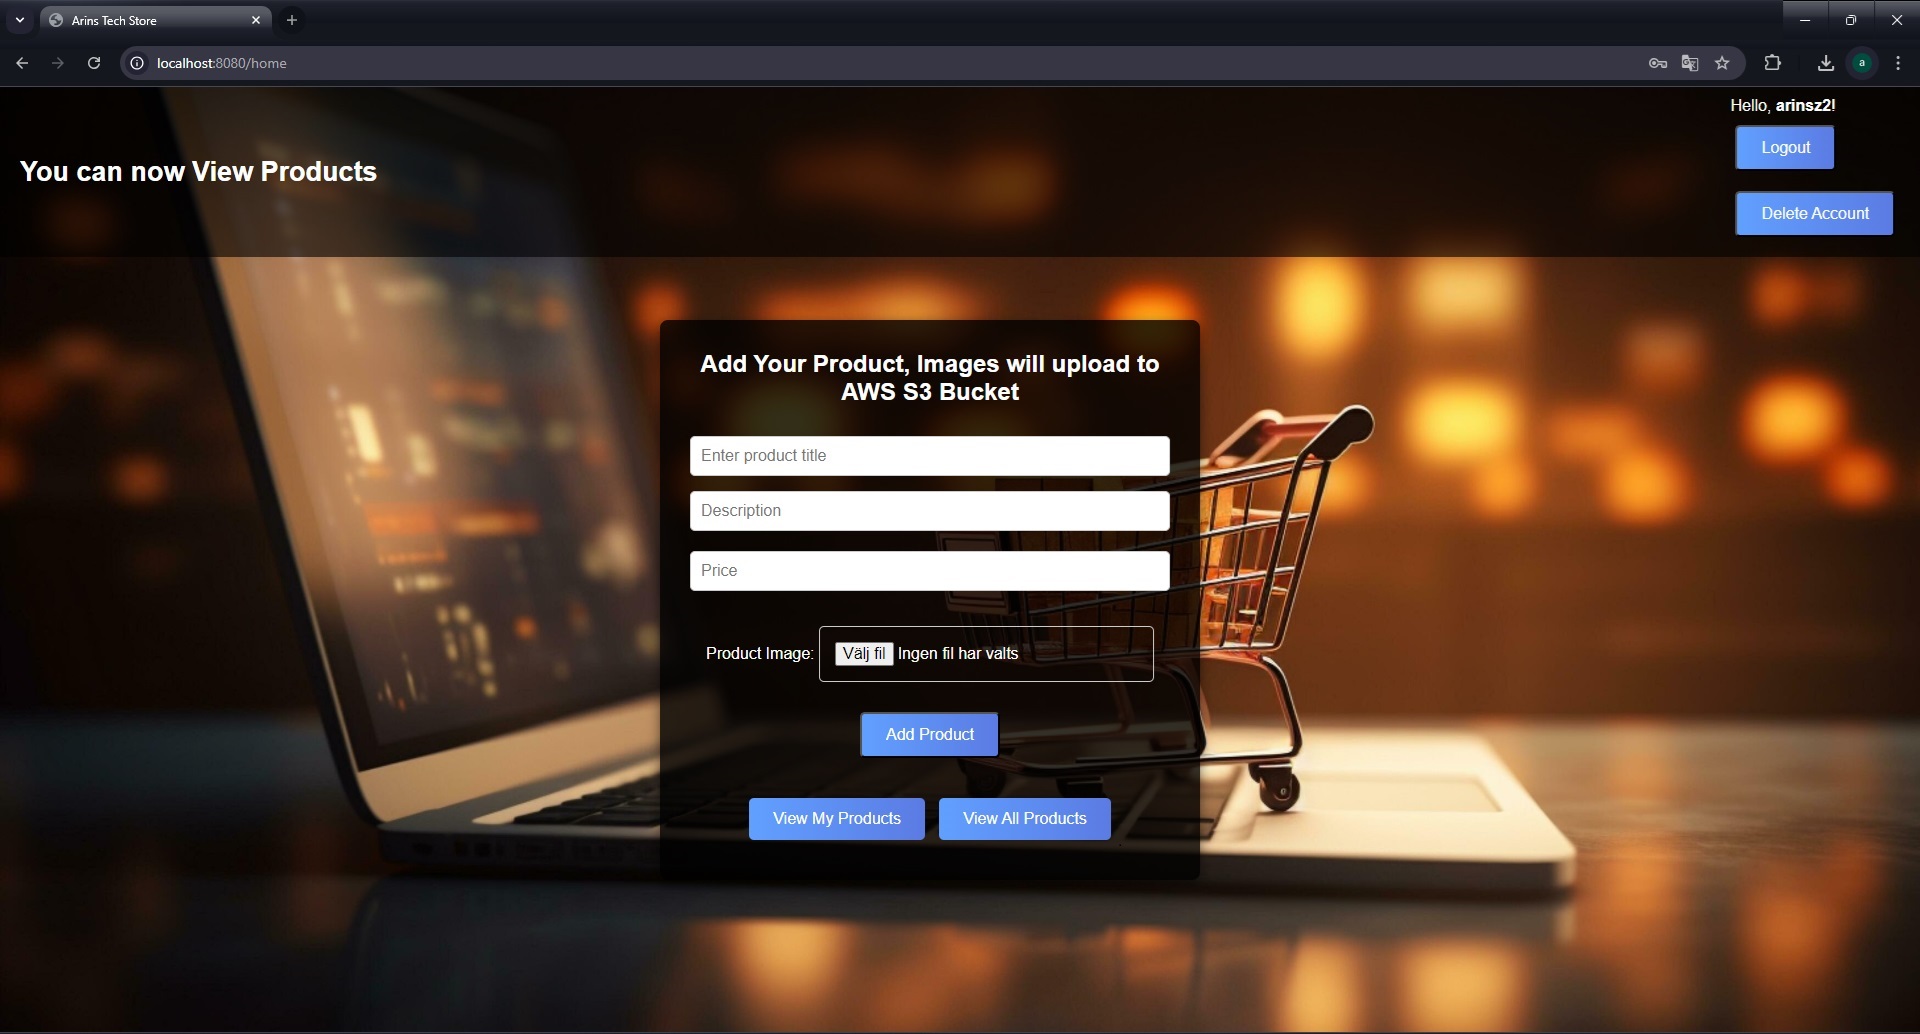 Arins Tech Store
localhost:8080/home
a
Hello, arinsz2!
Logout
You can now View Products
Delete Account
Add Your Product, Images will upload to
AWS S3 Bucket
Enter product title
Description
Price
Product Image: Välj fil Ingen fil har valts
Add Product
View My Products View All Products